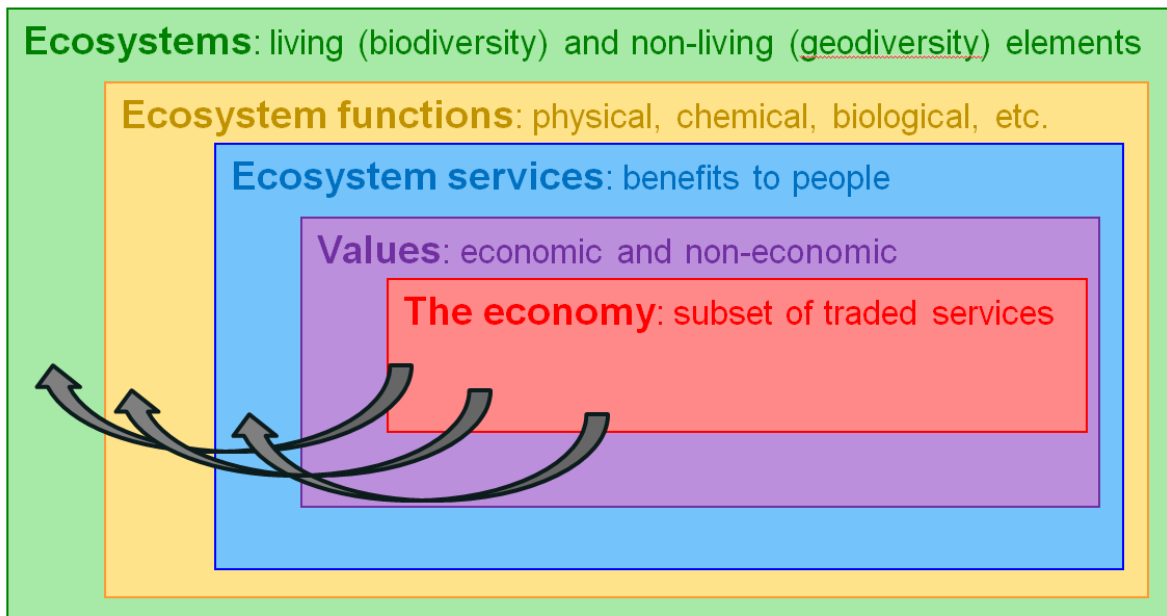 Ecosystems: living (biodiversity) and non-living (geodiversity) elements
Ecosystem functions: physical, chemical, biological, etc.
Ecosystem services: benefits to people
Values: economic and non-economic
The economy: subset of traded services